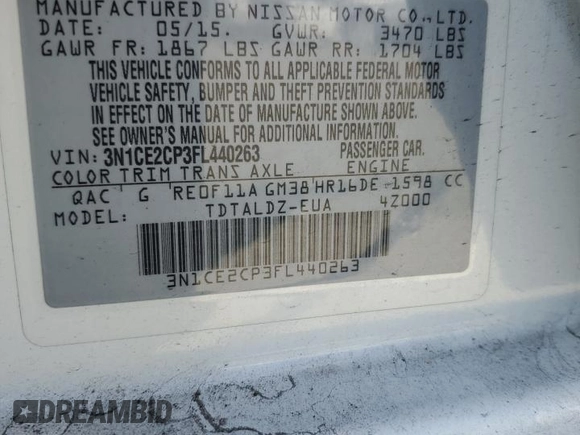 MANUFACTURED BY NISSAN MOTOR CO., LTD.
DATE: 05/15. GVWR: 3470 LBS
GAWR FR: 1867 LBS GAWR RR: 1704 LBS
THIS VEHICLE CONFORMS TO ALL APPLICABLE FEDERAL MOTOR
VEHICLE SAFETY, BUMPER AND THEFT PREVENTION STANDARDS
IN EFFECT ON THE DATE OF MANUFACTURE SHOWN ABOVE.
SEE OWNER'S MANUAL FOR MORE INFORMATION.
VIN: 3N1CE2CP3FL440263 PASSENGER CAR.
COLOR TRIM TRANS AXLE ENGINE
QAC G RE0F11A GM38 HR16DE 1598 CC
MODEL: TDTALDZ-EUA 4Z000
3N1CE2CP3FL440263
DREAMBID